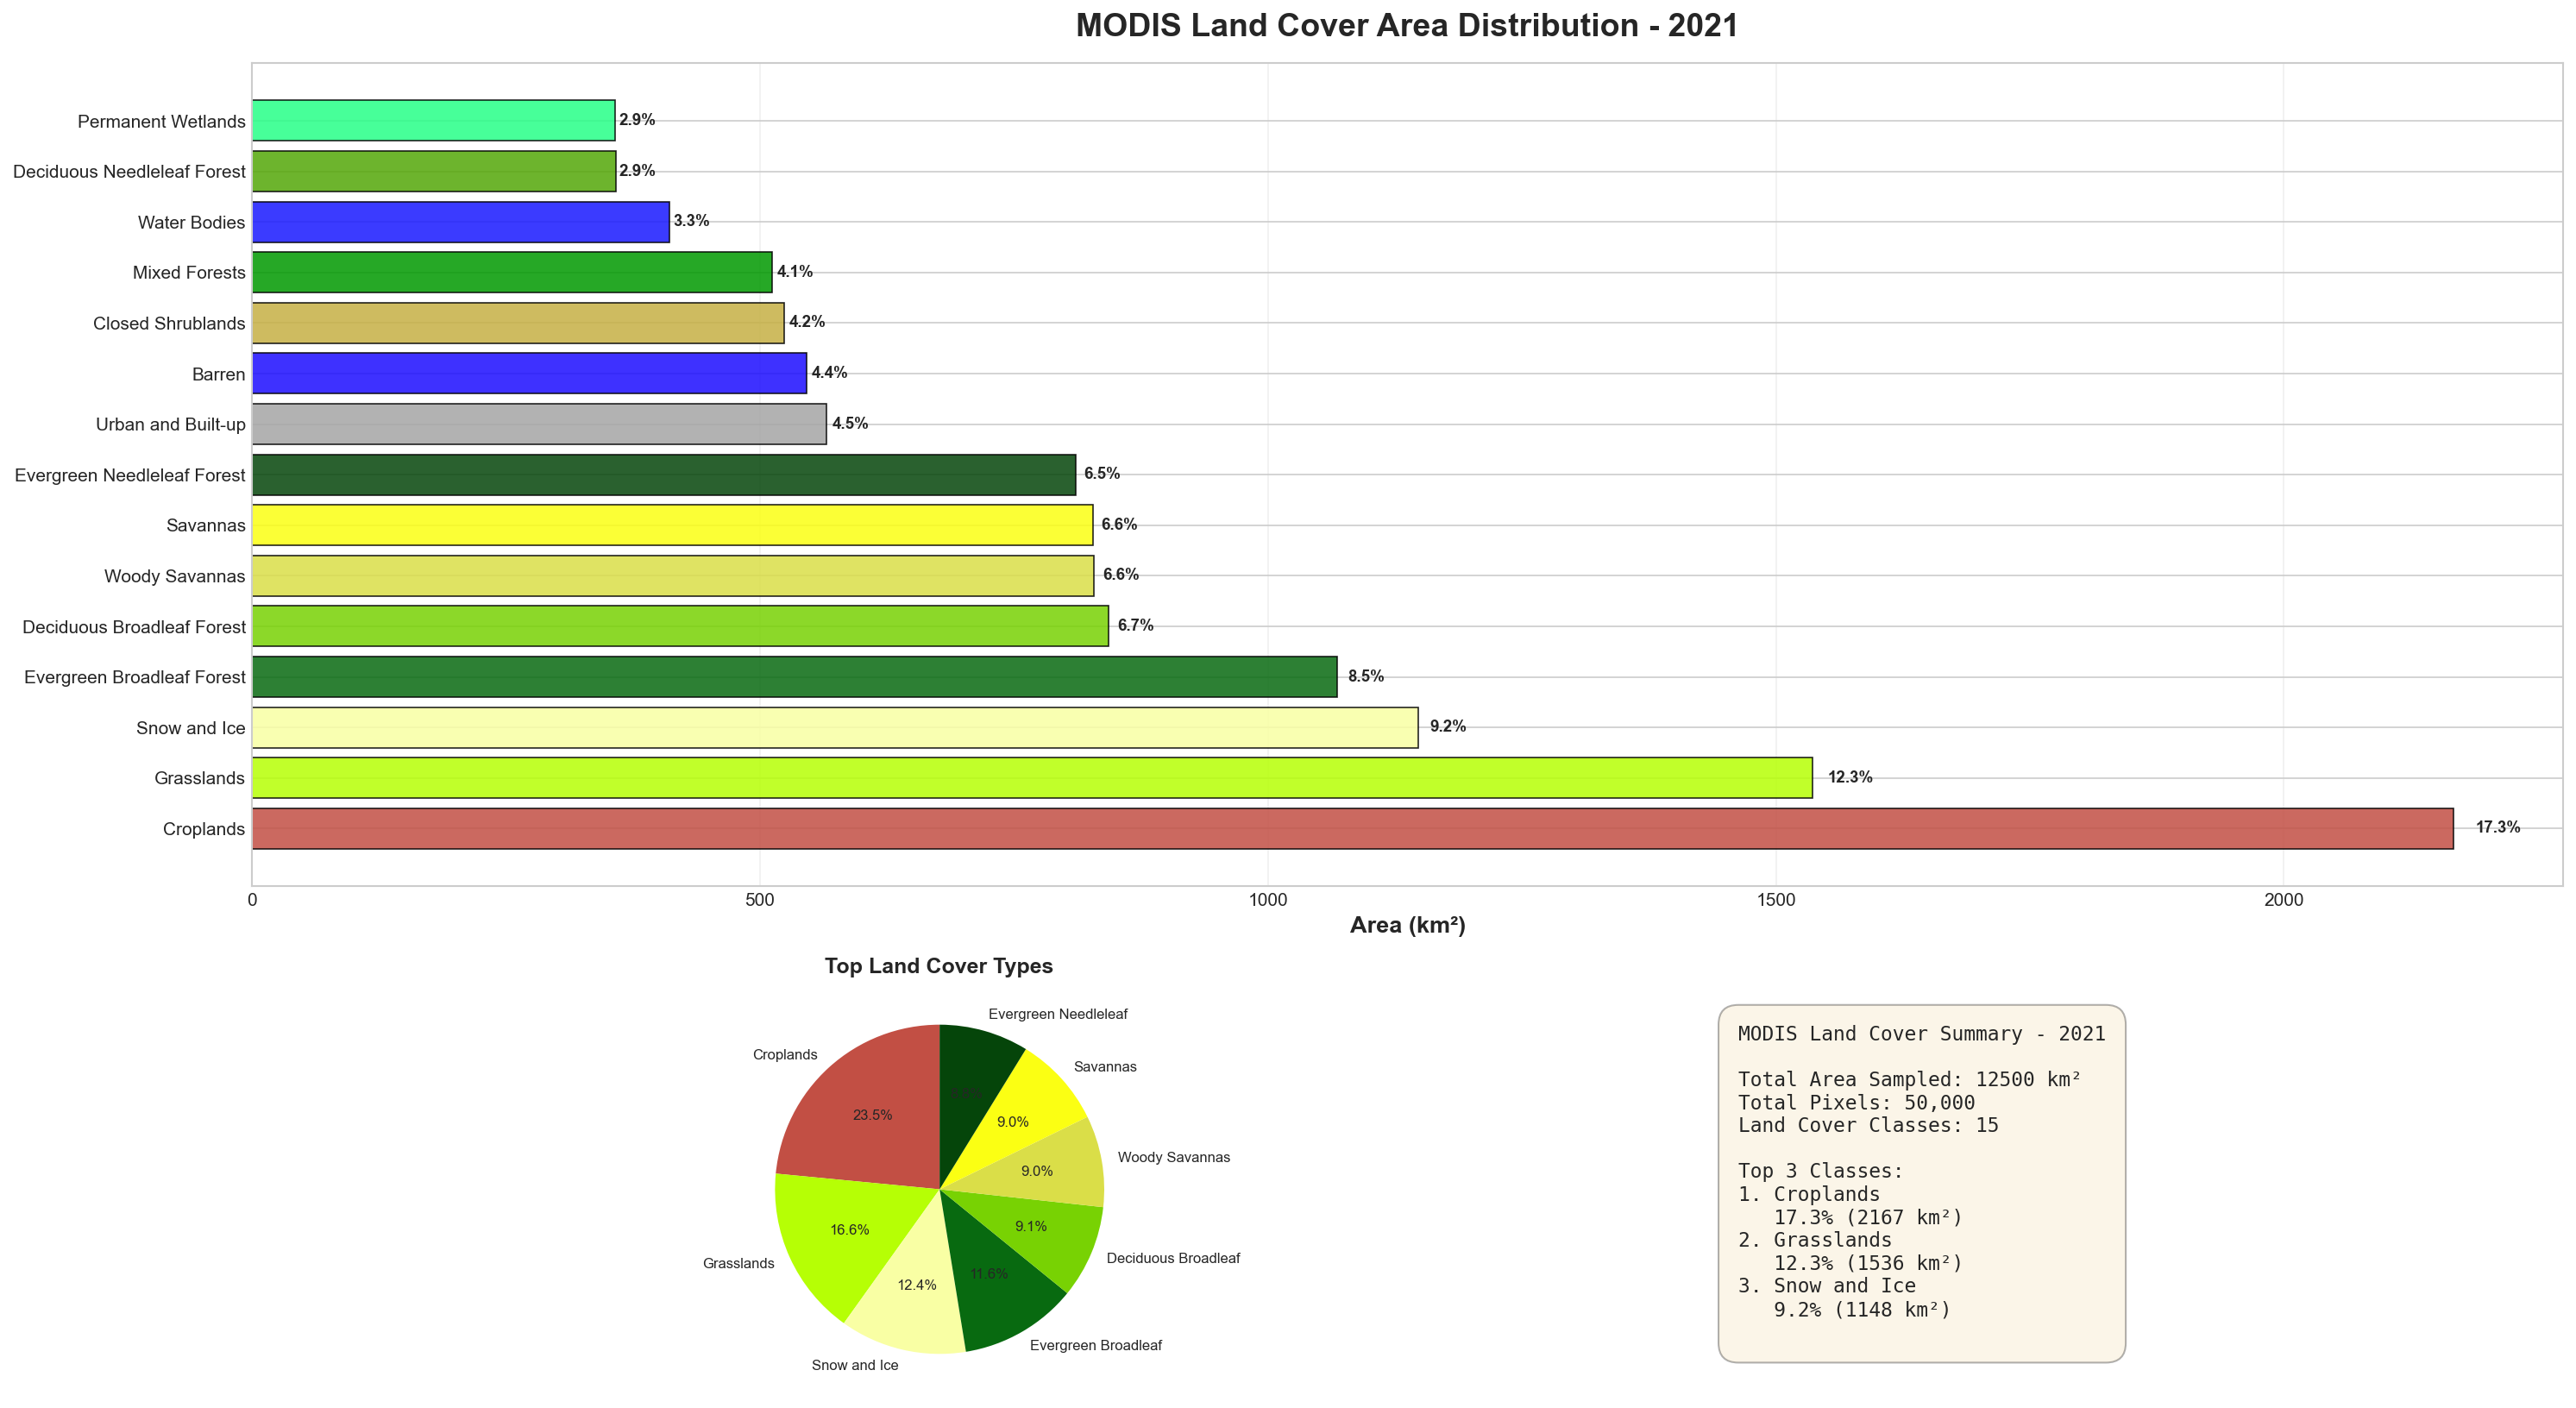 MODIS Land Cover Area Distribution - 2021
Permanent Wetlands
2.9%
Deciduous Needleleaf Forest
2.9%
Water Bodies
3.3%
Mixed Forests
4.1%
Closed Shrublands
4.2%
Barren
4.4%
Urban and Built-up
4.5%
Evergreen Needleleaf Forest
6.5%
Savannas
6.6%
Woody Savannas
6.6%
Deciduous Broadleaf Forest
6.7%
Evergreen Broadleaf Forest
8.5%
Snow and Ice
9.2%
Grasslands
12.3%
Croplands
17.3%
0 500 1000 1500 2000
Area (km²)
Top Land Cover Types
Evergreen Needleleaf
Croplands
Savannas
23.5%
9.0%
Woody Savannas
9.0%
16.6%
9.1%
Grasslands
Deciduous Broadleaf
12.4%
11.6%
Evergreen Broadleaf
Snow and Ice
MODIS Land Cover Summary - 2021
Total Area Sampled: 12500 km²
Total Pixels: 50,000
Land Cover Classes: 15
Top 3 Classes:
1. Croplands
17.3% (2167 km²)
2. Grasslands
12.3% (1536 km²)
3. Snow and Ice
9.2% (1148 km²)